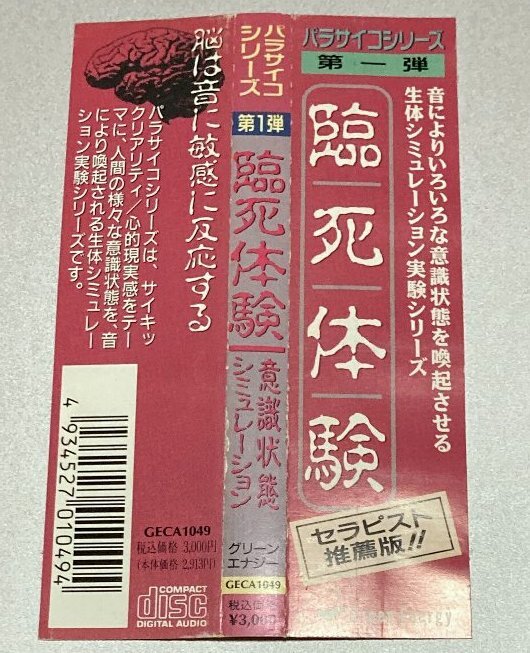 パラサイコシリーズ
第一弾
音によりいろいろな意識状態を喚起させる
生体シミュレーション実験シリーズ
臨死体験
セラピスト
推薦版!!
パラサイコ
シリーズ
第1弾
臨死体験
意識状態
シミュレーション
グリーン
エナジー
GECA1049
税込価格
¥3,00
脳は音に敏感に反応する
パラサイコシリーズは、サイキッ
クリアリティ/心的現実感をテー
マに、人間の様々な意識状態を、音
により喚起される生体シミュレー
ション実験シリーズです。
4 934527 010494
GECA1049
税込価格 3,000円
(本体価格 2,913円)
COMPACT
disc
DIGITAL AUDIO